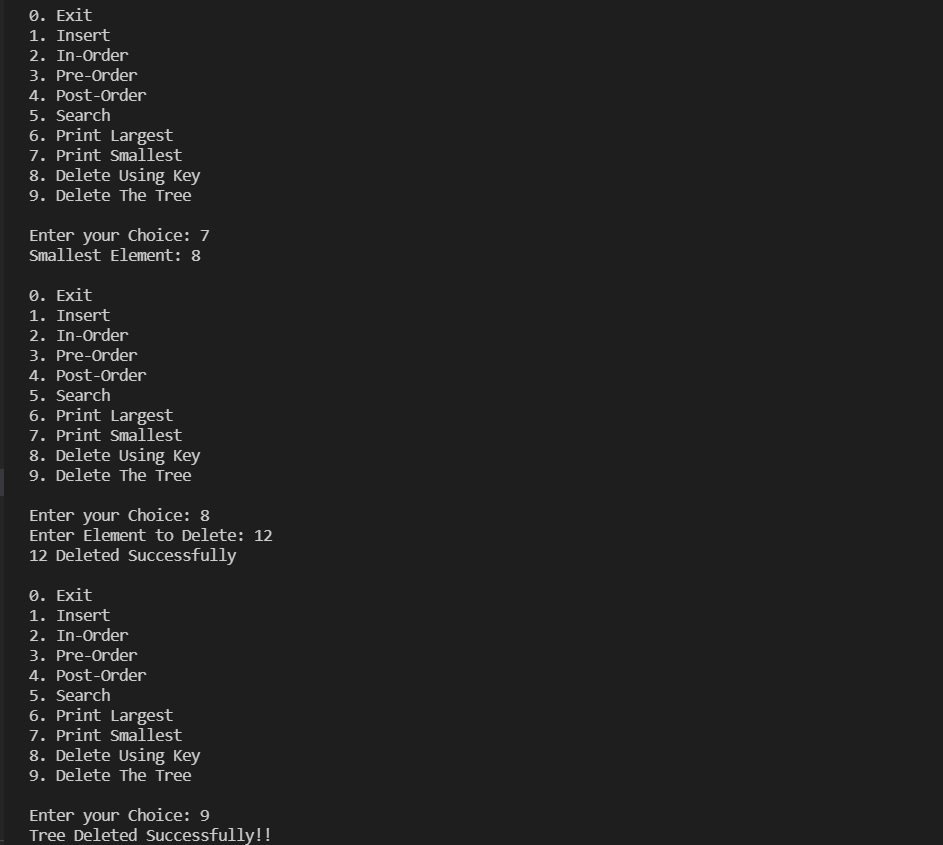 0. Exit
1. Insert
2. In-Order
3. Pre-Order
4. Post-Order
5. Search
6. Print Largest
7. Print Smallest
8. Delete Using Key
9. Delete The Tree
Enter your Choice: 7
Smallest Element: 8
0. Exit
1. Insert
2. In-Order
3. Pre-Order
4. Post-Order
5. Search
6. Print Largest
7. Print Smallest
8. Delete Using Key
9. Delete The Tree
Enter your Choice: 8
Enter Element to Delete: 12
12 Deleted Successfully
0. Exit
1. Insert
2. In-Order
3. Pre-Order
4. Post-Order
5. Search
6. Print Largest
7. Print Smallest
8. Delete Using Key
9. Delete The Tree
Enter your Choice: 9
Tree Deleted Successfully!!